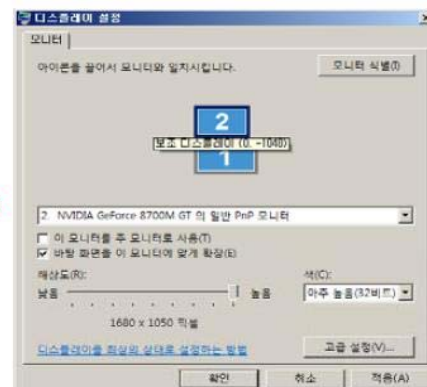 디스플레이 설정
모니터
아이콘을 끌어서 모니터와 일치시킵니다.
모니터 식별(I)
2
보조 디스플레이 (0, -1040)
1
2. NVIDIA GeForce 8700M GT 의 일반 PnP 모니터
이 모니터를 주 모니터로 사용(T)
바탕 화면을 이 모니터에 맞게 확장(E)
해상도(R):
색(C):
낮음
높음
아주 높음(32비트)
1680 x 1050 픽셀
디스플레이를 최상의 상태로 설정하는 방법
고급 설정(V)...
확인
취소
적용(A)